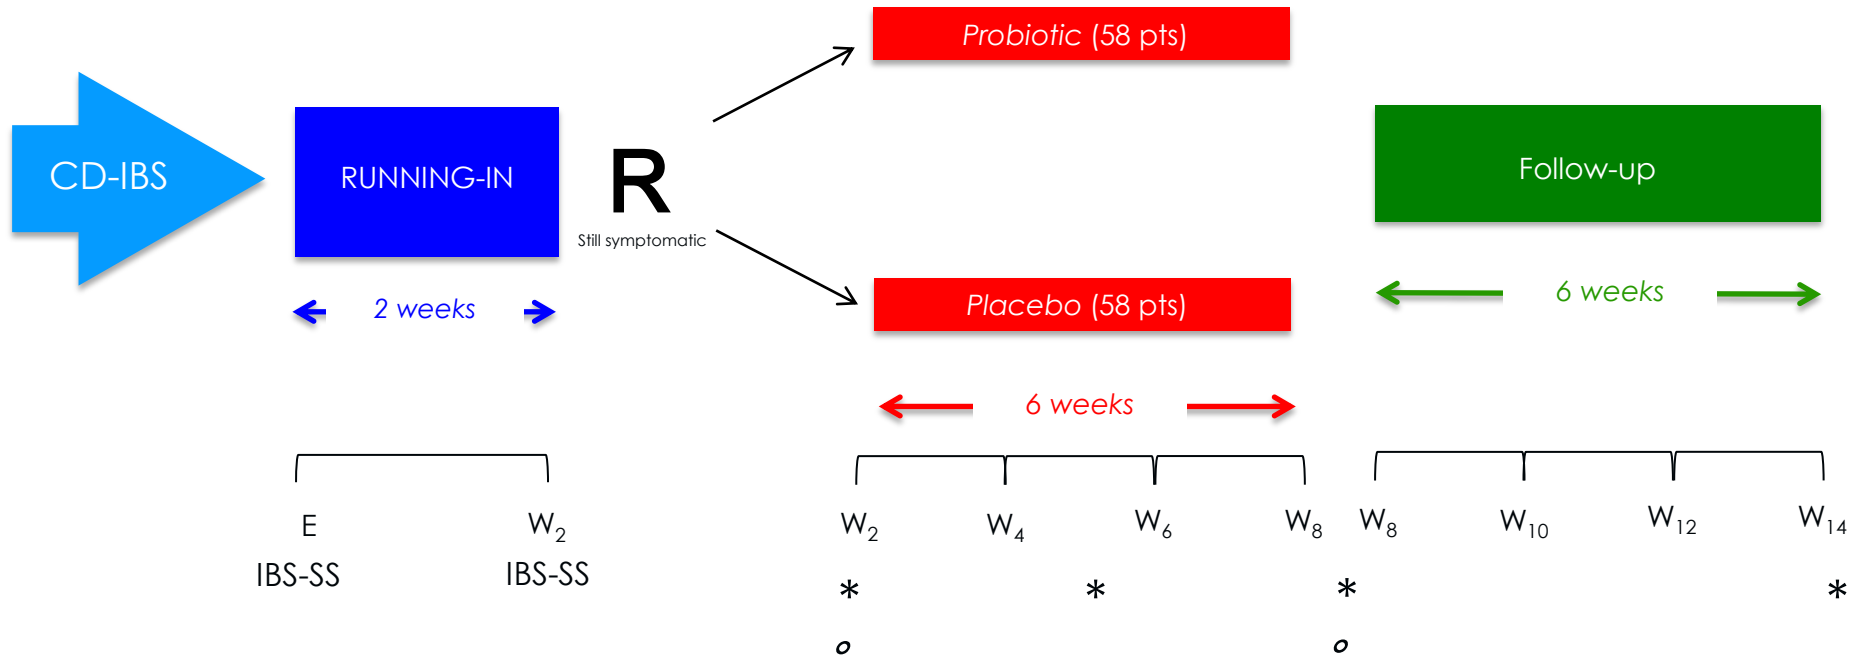 Probiotic (58 pts)
CD-IBS
RUNNING-IN
R
Still symptomatic
Follow-up
2 weeks
Placebo (58 pts)
6 weeks
6 weeks
E W₂ W₂ W₄ W₆ W₈ W₈ W₁₀ W₁₂ W₁₄
IBS-SS IBS-SS
* * * *
o o